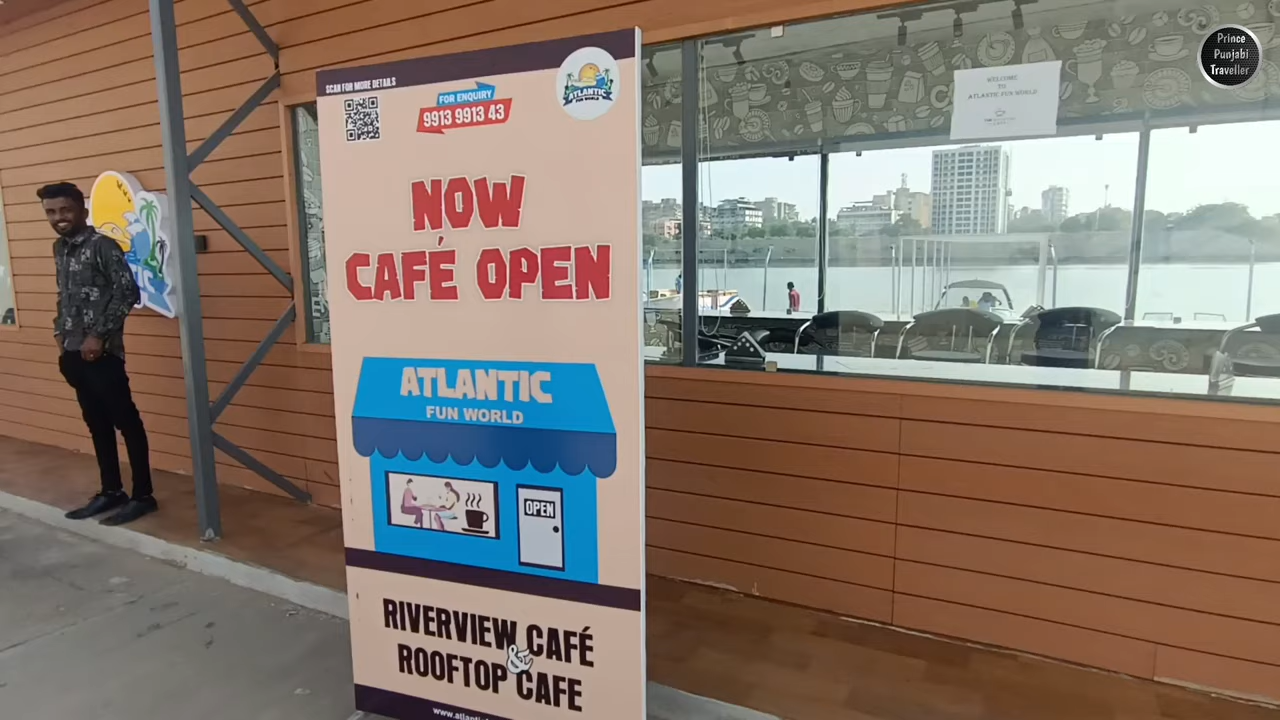 Prince
Punjabi
Traveller
SCAN FOR MORE DETAILS
FOR ENQUIRY
9913 9913 43
ATLANTIC
FUN WORLD
NOW
CAFÉ OPEN
ATLANTIC
FUN WORLD
OPEN
RIVERVIEW CAFÉ
&
ROOFTOP CAFE
WELCOME
TO
ATLANTIC FUN WORLD